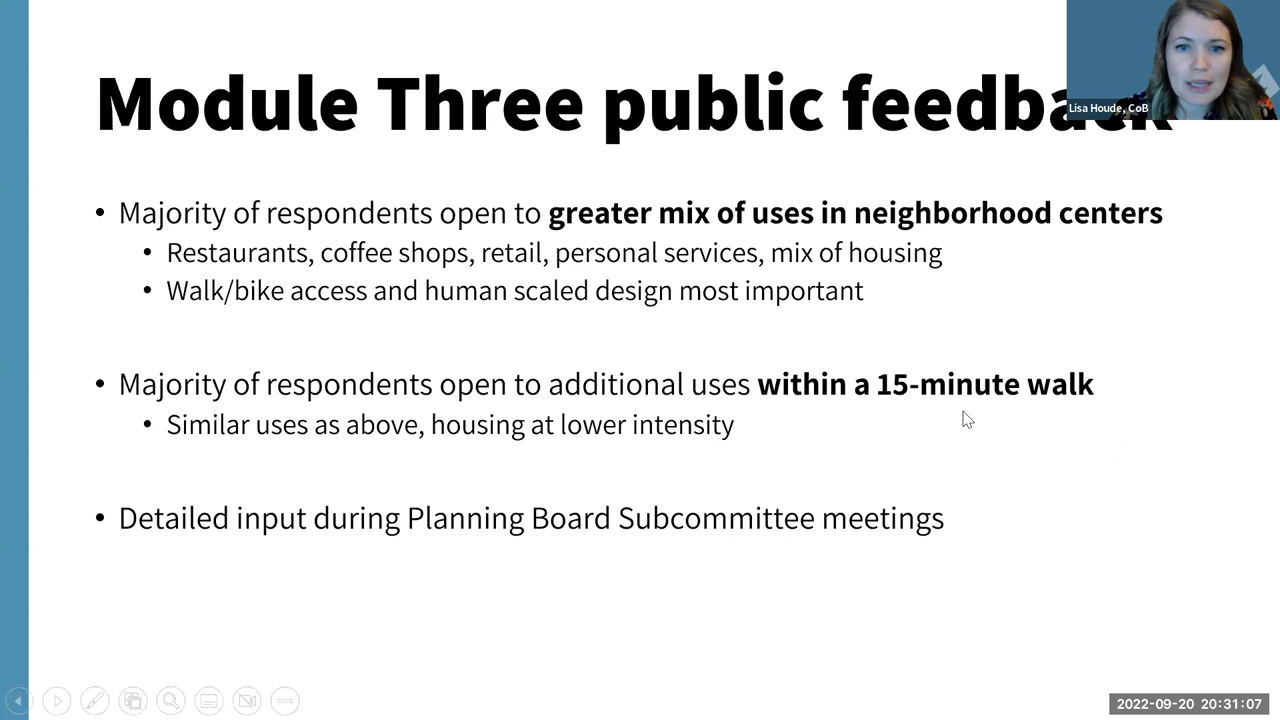 Module Three public feedback
Lisa Houde, CoB
• Majority of respondents open to greater mix of uses in neighborhood centers
• Restaurants, coffee shops, retail, personal services, mix of housing
• Walk/bike access and human scaled design most important
• Majority of respondents open to additional uses within a 15-minute walk
• Similar uses as above, housing at lower intensity
• Detailed input during Planning Board Subcommittee meetings
2022-09-20 20:31:07